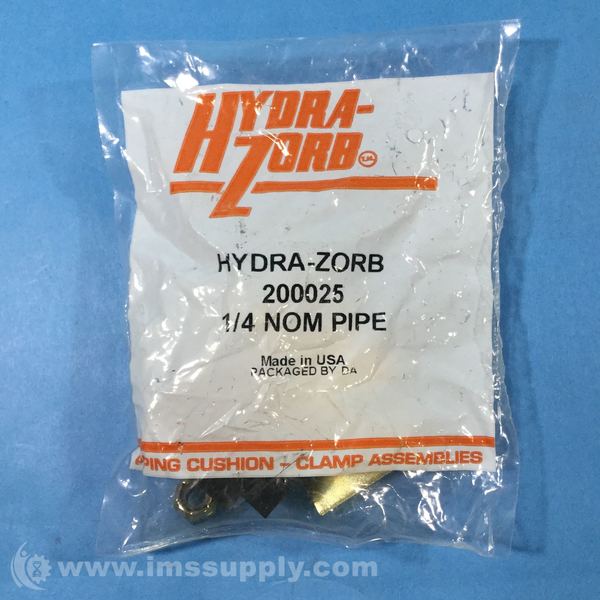 HYDRA-
ZORB T.M.
HYDRA-ZORB
200025
1/4 NOM PIPE
Made in USA
PACKAGED BY DA
PING CUSHION - CLAMP ASSEMBLIES
www.imssupply.com